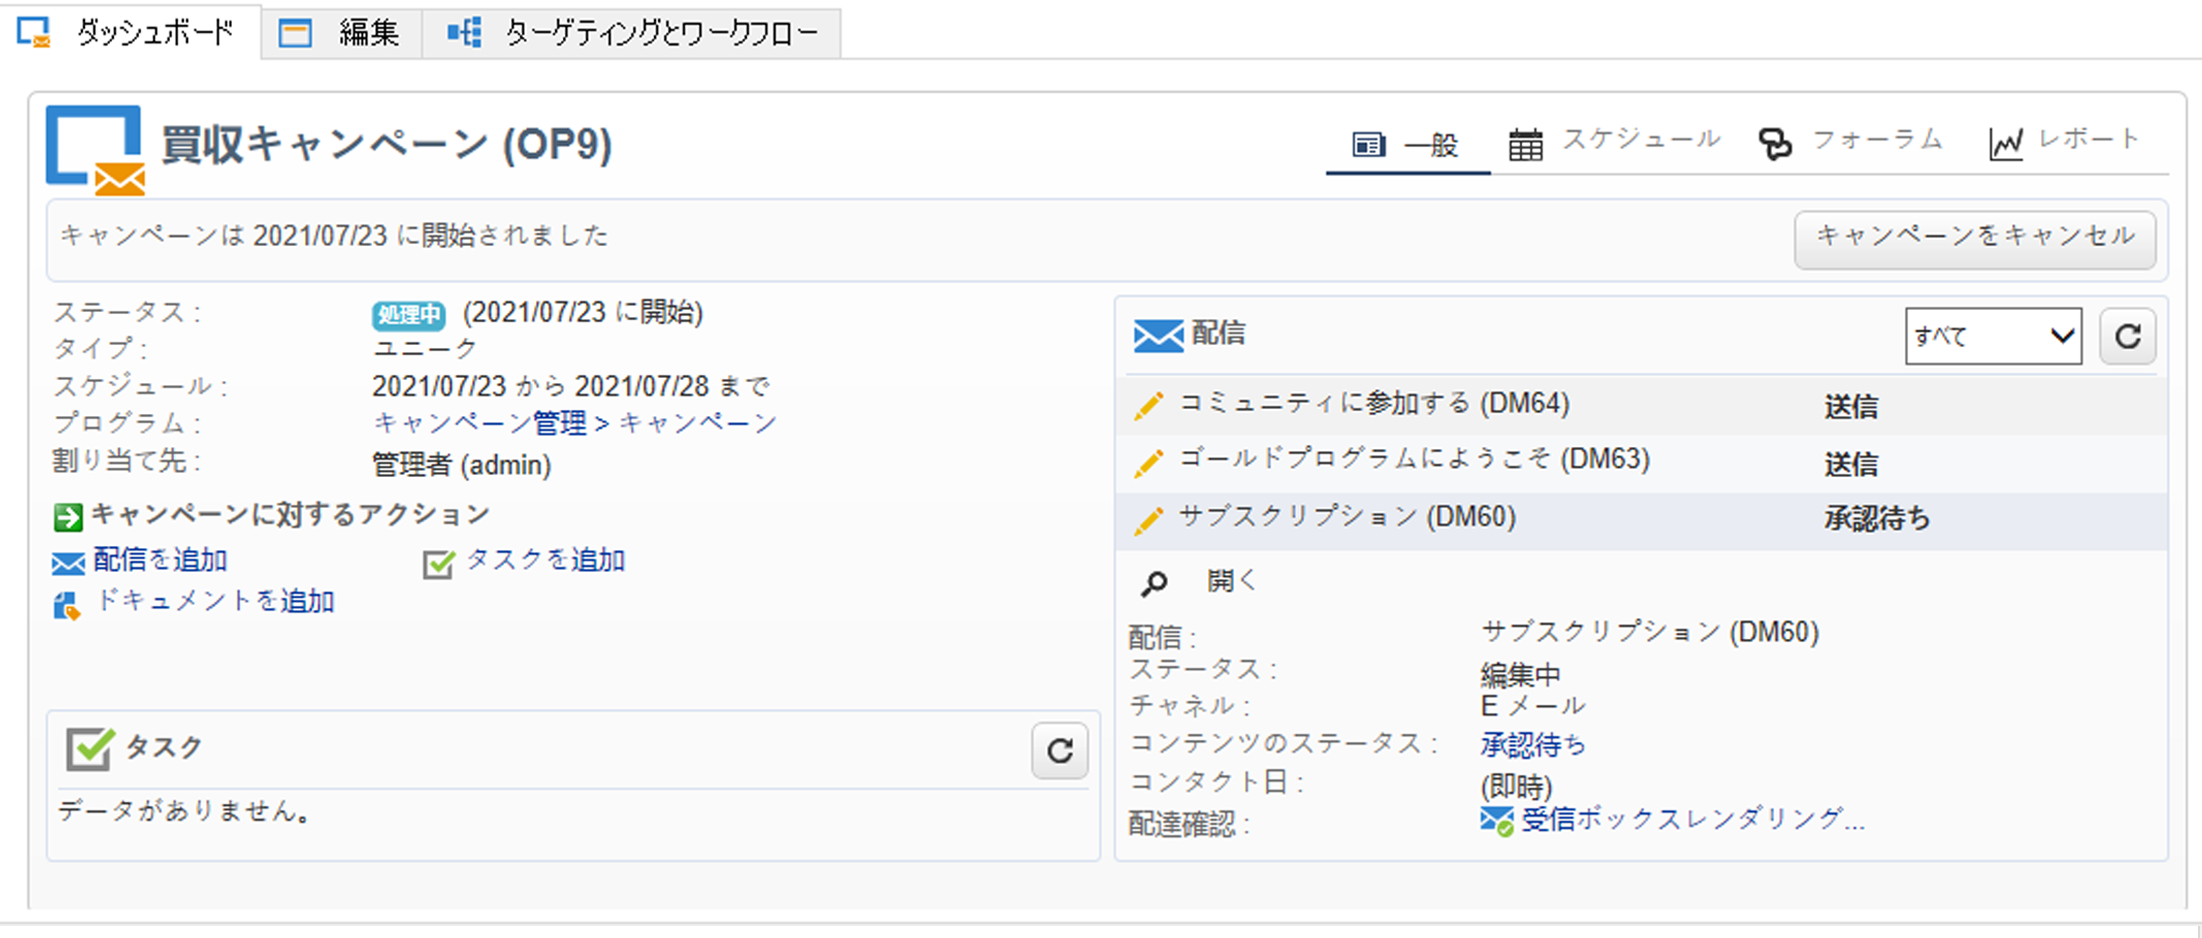 ダッシュボード
編集
ターゲティングとワークフロー
買収キャンペーン (OP9)
一般
スケジュール
フォーラム
レポート
キャンペーンは 2021/07/23 に開始されました
キャンペーンをキャンセル
ステータス : 処理中 (2021/07/23 に開始)
タイプ : ユニーク
スケジュール : 2021/07/23 から 2021/07/28 まで
プログラム : キャンペーン管理 > キャンペーン
割り当て先 : 管理者 (admin)
キャンペーンに対するアクション
配信を追加
タスクを追加
ドキュメントを追加
タスク
データがありません。
配信
すべて
コミュニティに参加する (DM64) 送信
ゴールドプログラムにようこそ (DM63) 送信
サブスクリプション (DM60) 承認待ち
開く
配信 : サブスクリプション (DM60)
ステータス : 編集中
チャネル : E メール
コンテンツのステータス : 承認待ち
コンタクト日 : (即時)
配達確認 : 受信ボックスレンダリング...